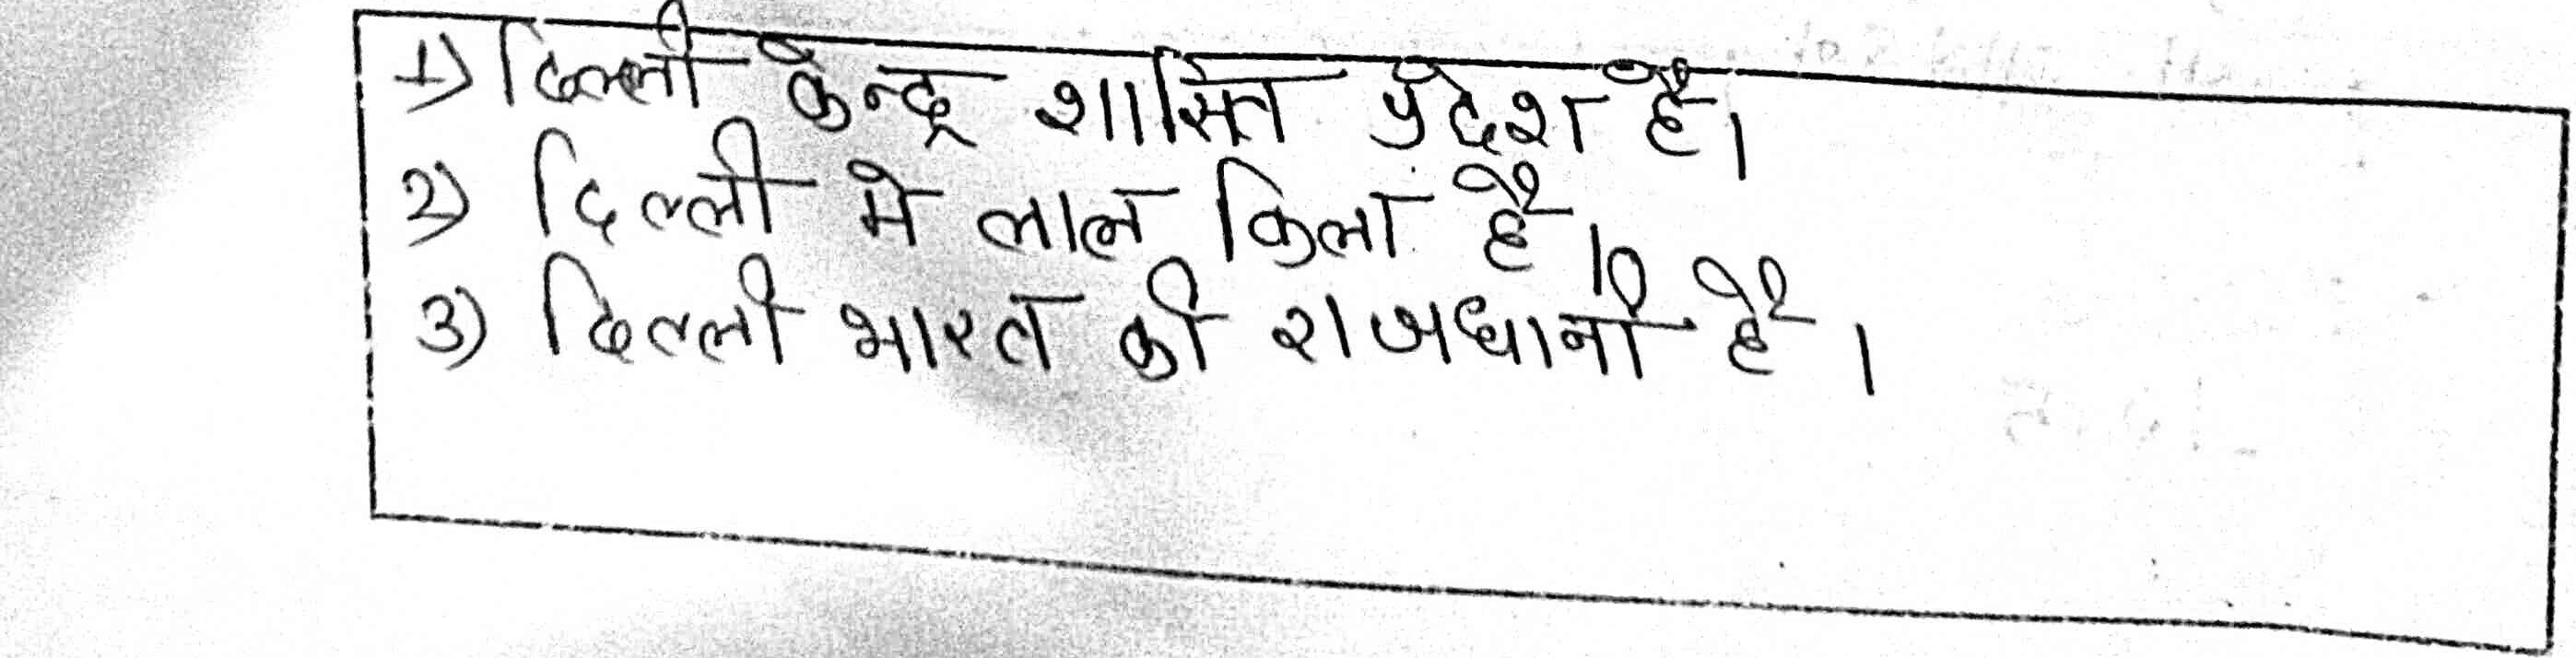 1) दिल्ली केन्द्र शासित प्रदेश है।
2) दिल्ली मे लाल किला है।
3) दिल्ली भारत की राजधानी है।